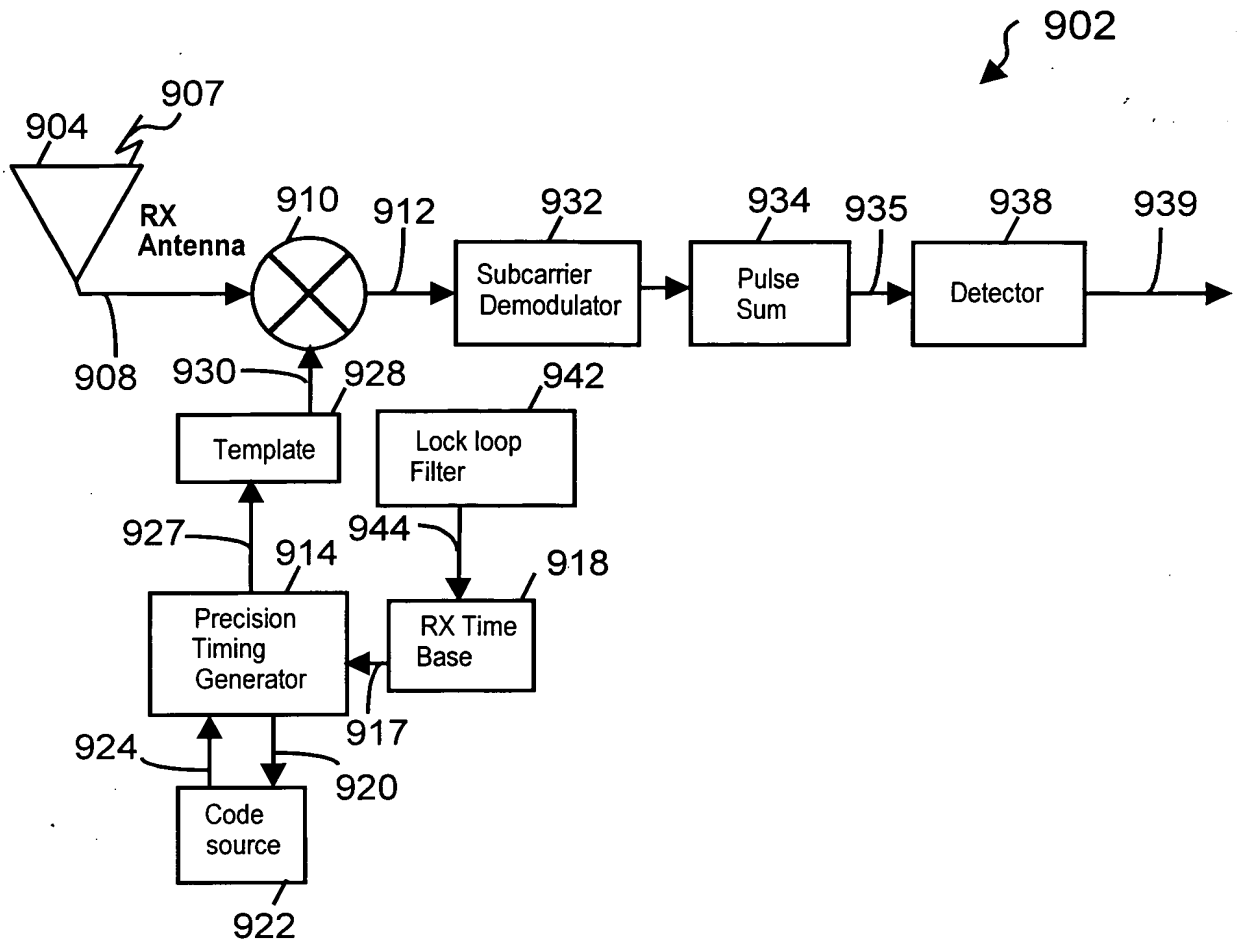 902
907
904
910
912
932
934
935
938
939
RX
Antenna
Subcarrier
Demodulator
Pulse
Sum
Detector
908
930
928
942
Template
Lock loop
Filter
927
944
914
918
Precision
Timing
Generator
RX Time
Base
917
924
920
Code
source
922